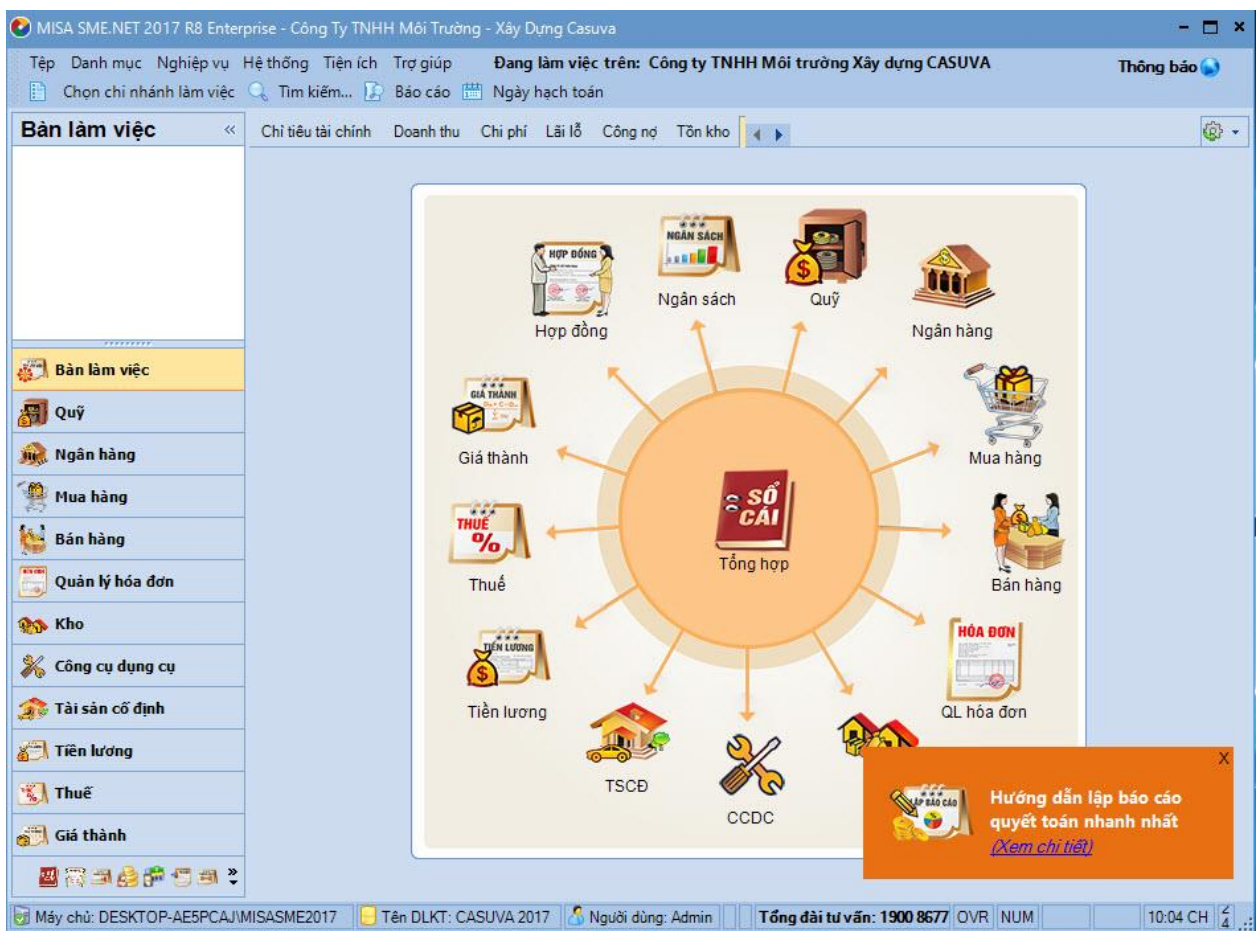 MISA SME.NET 2017 R8 Enterprise - Công Ty TNHH Môi Trường - Xây Dựng Casuva
Tệp Danh mục Nghiệp vụ Hệ thống Tiện ích Trợ giúp Đang làm việc trên: Công ty TNHH Môi trường Xây dựng CASUVA Thông báo
Chọn chi nhánh làm việc Tìm kiếm... Báo cáo Ngày hạch toán
Bàn làm việc «
Chỉ tiêu tài chính Doanh thu Chi phí Lãi lỗ Công nợ Tồn kho
Bàn làm việc
Quỹ
Ngân hàng
Mua hàng
Bán hàng
Quản lý hóa đơn
Kho
Công cụ dụng cụ
Tài sản cố định
Tiền lương
Thuế
Giá thành
NGÂN SÁCH
Ngân sách
Quỹ
HỢP ĐỒNG
Hợp đồng
Ngân hàng
GIÁ THÀNH
Giá thành
Mua hàng
SỔ CÁI
Tổng hợp
THUẾ
%
Thuế
Bán hàng
TIỀN LƯƠNG
Tiền lương
HÓA ĐƠN
QL hóa đơn
TSCĐ
CCDC
X
LẬP BÁO CÁO
Hướng dẫn lập báo cáo
quyết toán nhanh nhất
(Xem chi tiết)
Máy chủ: DESKTOP-AE5PCAJ\MISASME2017 Tên DLKT: CASUVA 2017 Người dùng: Admin Tổng đài tư vấn: 1900 8677 OVR NUM 10:04 CH